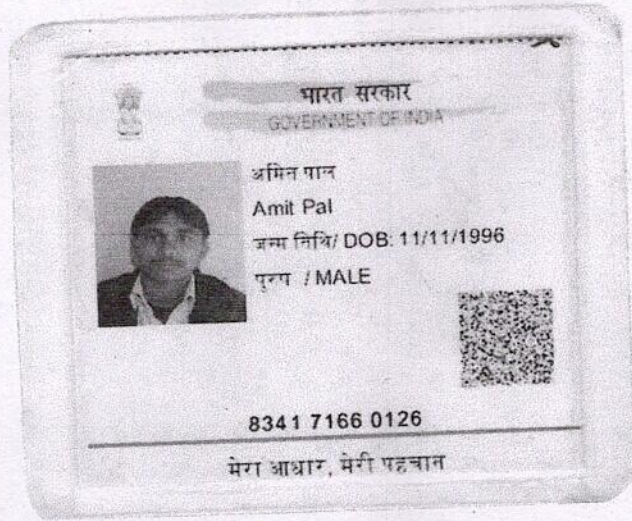 भारत सरकार
GOVERNMENT OF INDIA
अमित पाल
Amit Pal
जन्म तिथि/ DOB: 11/11/1996
पुरुष / MALE
8341 7166 0126
मेरा आधार, मेरी पहचान